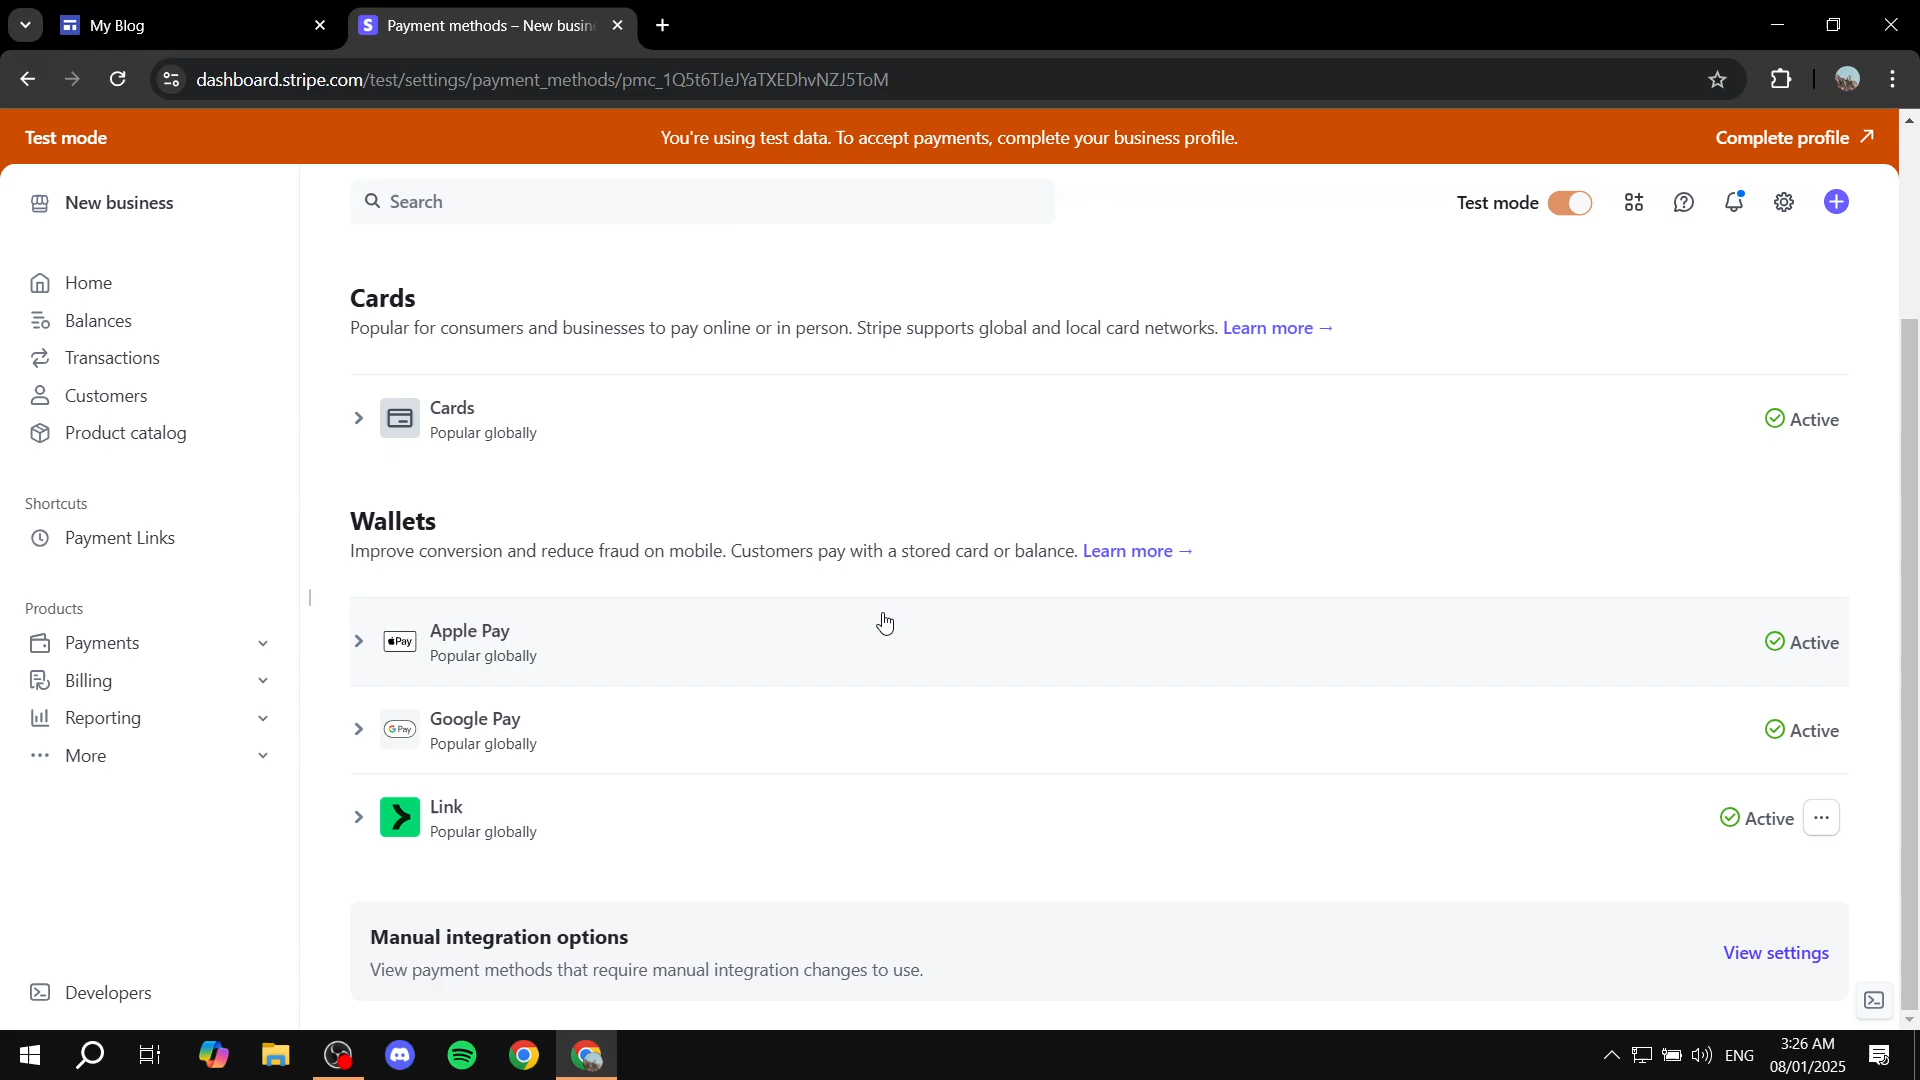 My Blog
Payment methods – New busin
dashboard.stripe.com/test/settings/payment_methods/pmc_1Q5t6TJeJYaTXEDhvNZJ5ToM
Test mode
You're using test data. To accept payments, complete your business profile.
Complete profile
New business
Search
Test mode
Home
Balances
Transactions
Customers
Product catalog
Shortcuts
Payment Links
Products
Payments
Billing
Reporting
More
Developers
Cards
Popular for consumers and businesses to pay online or in person. Stripe supports global and local card networks. Learn more →
Cards
Popular globally
Active
Wallets
Improve conversion and reduce fraud on mobile. Customers pay with a stored card or balance. Learn more →
Pay
Apple Pay
Popular globally
Active
G Pay
Google Pay
Popular globally
Active
Link
Popular globally
Active
Manual integration options
View payment methods that require manual integration changes to use.
View settings
ENG
3:26 AM
08/01/2025